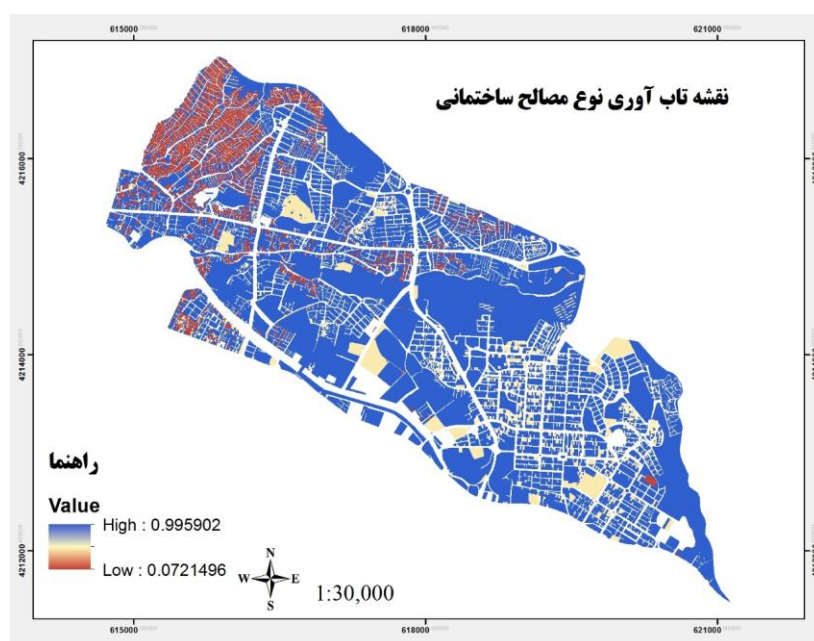 615000 618000 621000
نقشه تاب آوری نوع مصالح ساختمانی
4216000
4214000
راهنما
Value
High : 0.995902
Low : 0.0721496
N
W E
S
1:30,000
4212000
615000 618000 621000